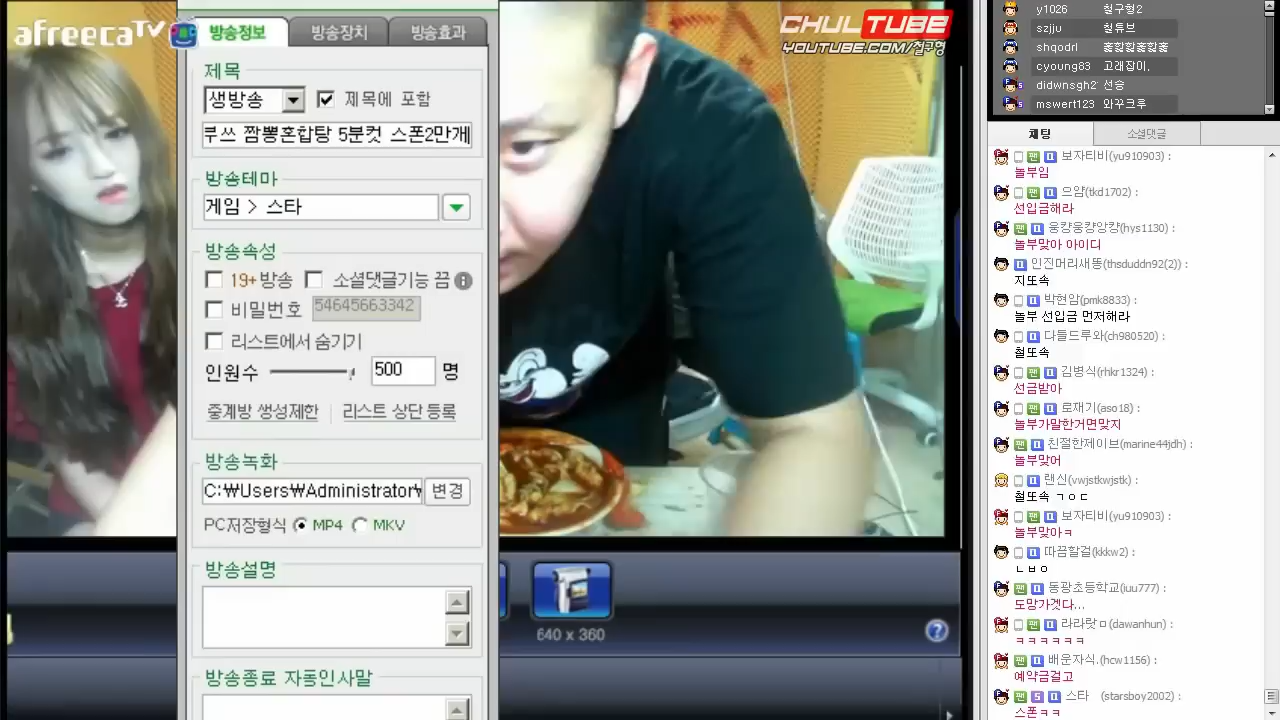 afreecaTV
방송정보 방송장치 방송효과
제목
생방송 제목에 포함
루쓰 짬뽕혼합탕 5분컷 스폰2만개
방송테마
게임 > 스타
방송속성
19+방송 소셜댓글기능 끔
비밀번호 54645663342
리스트에서 숨기기
인원수 500 명
중계방 생성제한 리스트 상단 등록
방송녹화
C:₩Users₩Administrator₩ 변경
PC저장형식 MP4 MKV
방송설명
방송종료 자동인사말
CHULTUBE
YOUTUBE.COM/철구형
640 x 360
y1026 철구형2
szjju 철튜브
shqodrl
cyoung83 고래잡이,
didwnsgh2 선승
mswert123 외꾸크루
채팅 소셜댓글
보자티비(yu910903) :
놀부임
으얌(tkd1702) :
선입금해라
웅캉웅캉앙캉(hys1130) :
놀부맞아 아이디
인진머리새똥(thsduddn92(2)) :
지또속
박현암(pmk8833) :
놀부 선입금 먼저해라
다들드루와(ch980520) :
철또속
김병식(rhkr1324) :
선금받아
로재기(aso18) :
놀부가말한거면맞지
친절한제이브(marine44jdh) :
놀부맞어
랜신(vwjstkwjstk) :
철또속 ㄱㅇㄷ
보자티비(yu910903) :
놀부맞아ㅋ
따끔할걸(kkkw2) :
ㄴㅂㅇ
동광초등학교(iuu777) :
도망가겟다...
라라랏ㅁ(dawanhun) :
ㅋㅋㅋㅋㅋㅋ
배운자식.(hcw1156) :
예약금걸고
스타 (starsboy2002) :
스폰ㅋㅋ